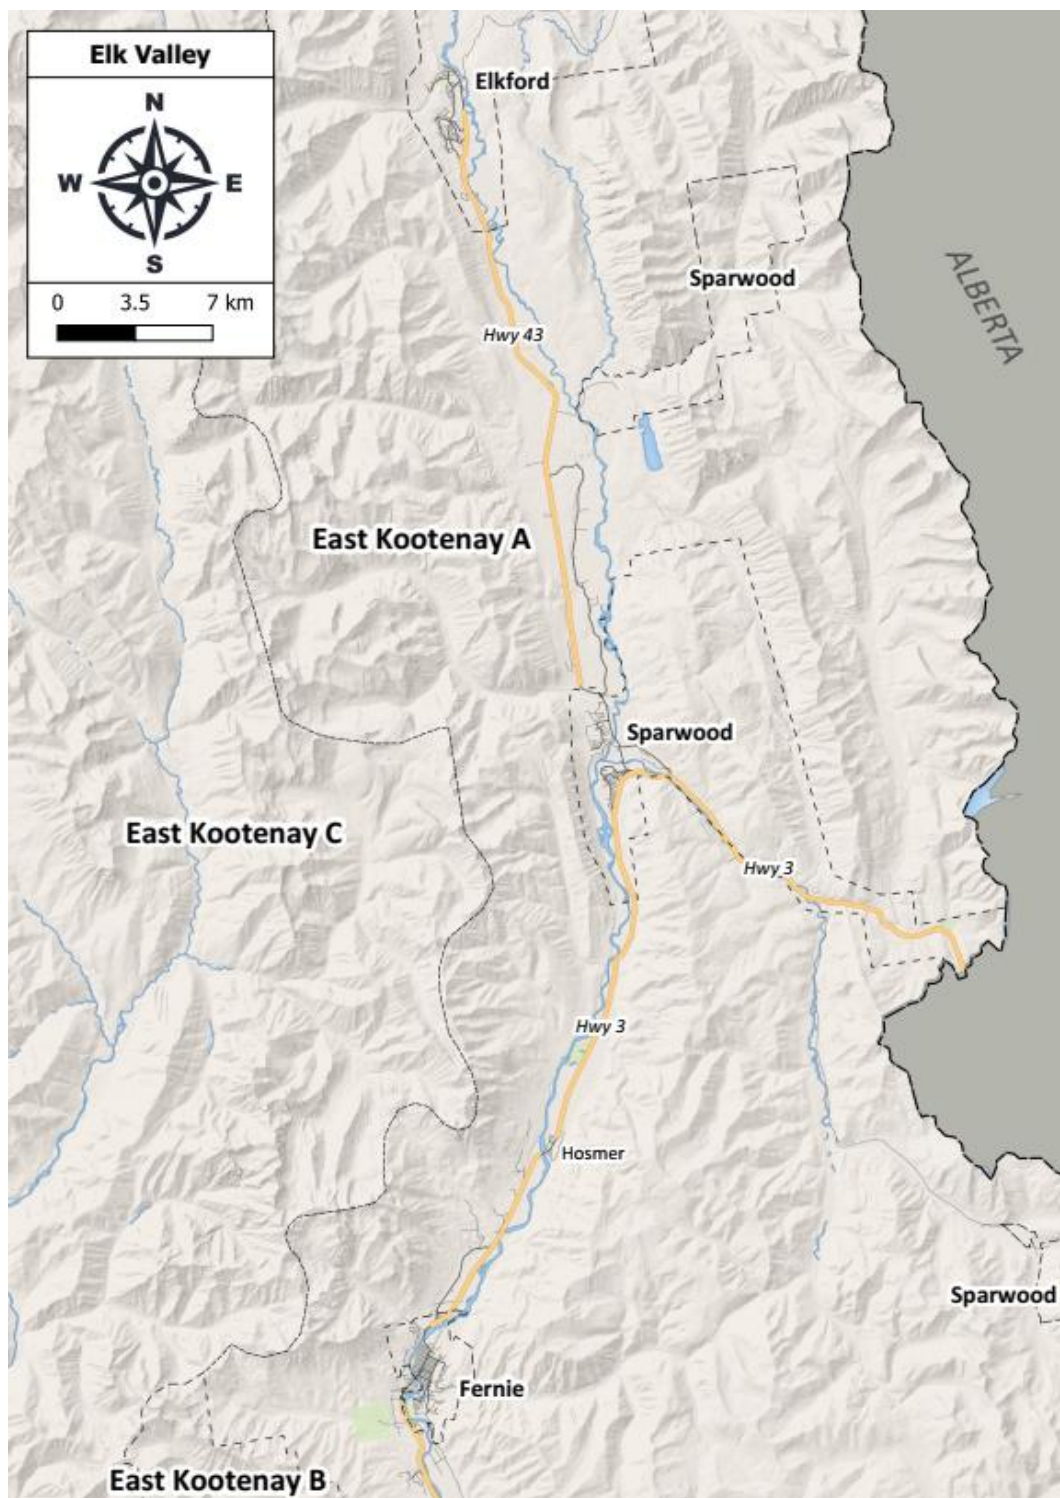 Elk Valley
N
W
E
S
0 3.5 7 km
Elkford
Sparwood
ALBERTA
Hwy 43
East Kootenay A
Sparwood
East Kootenay C
Hwy 3
Hwy 3
Hosmer
Sparwood
Fernie
East Kootenay B